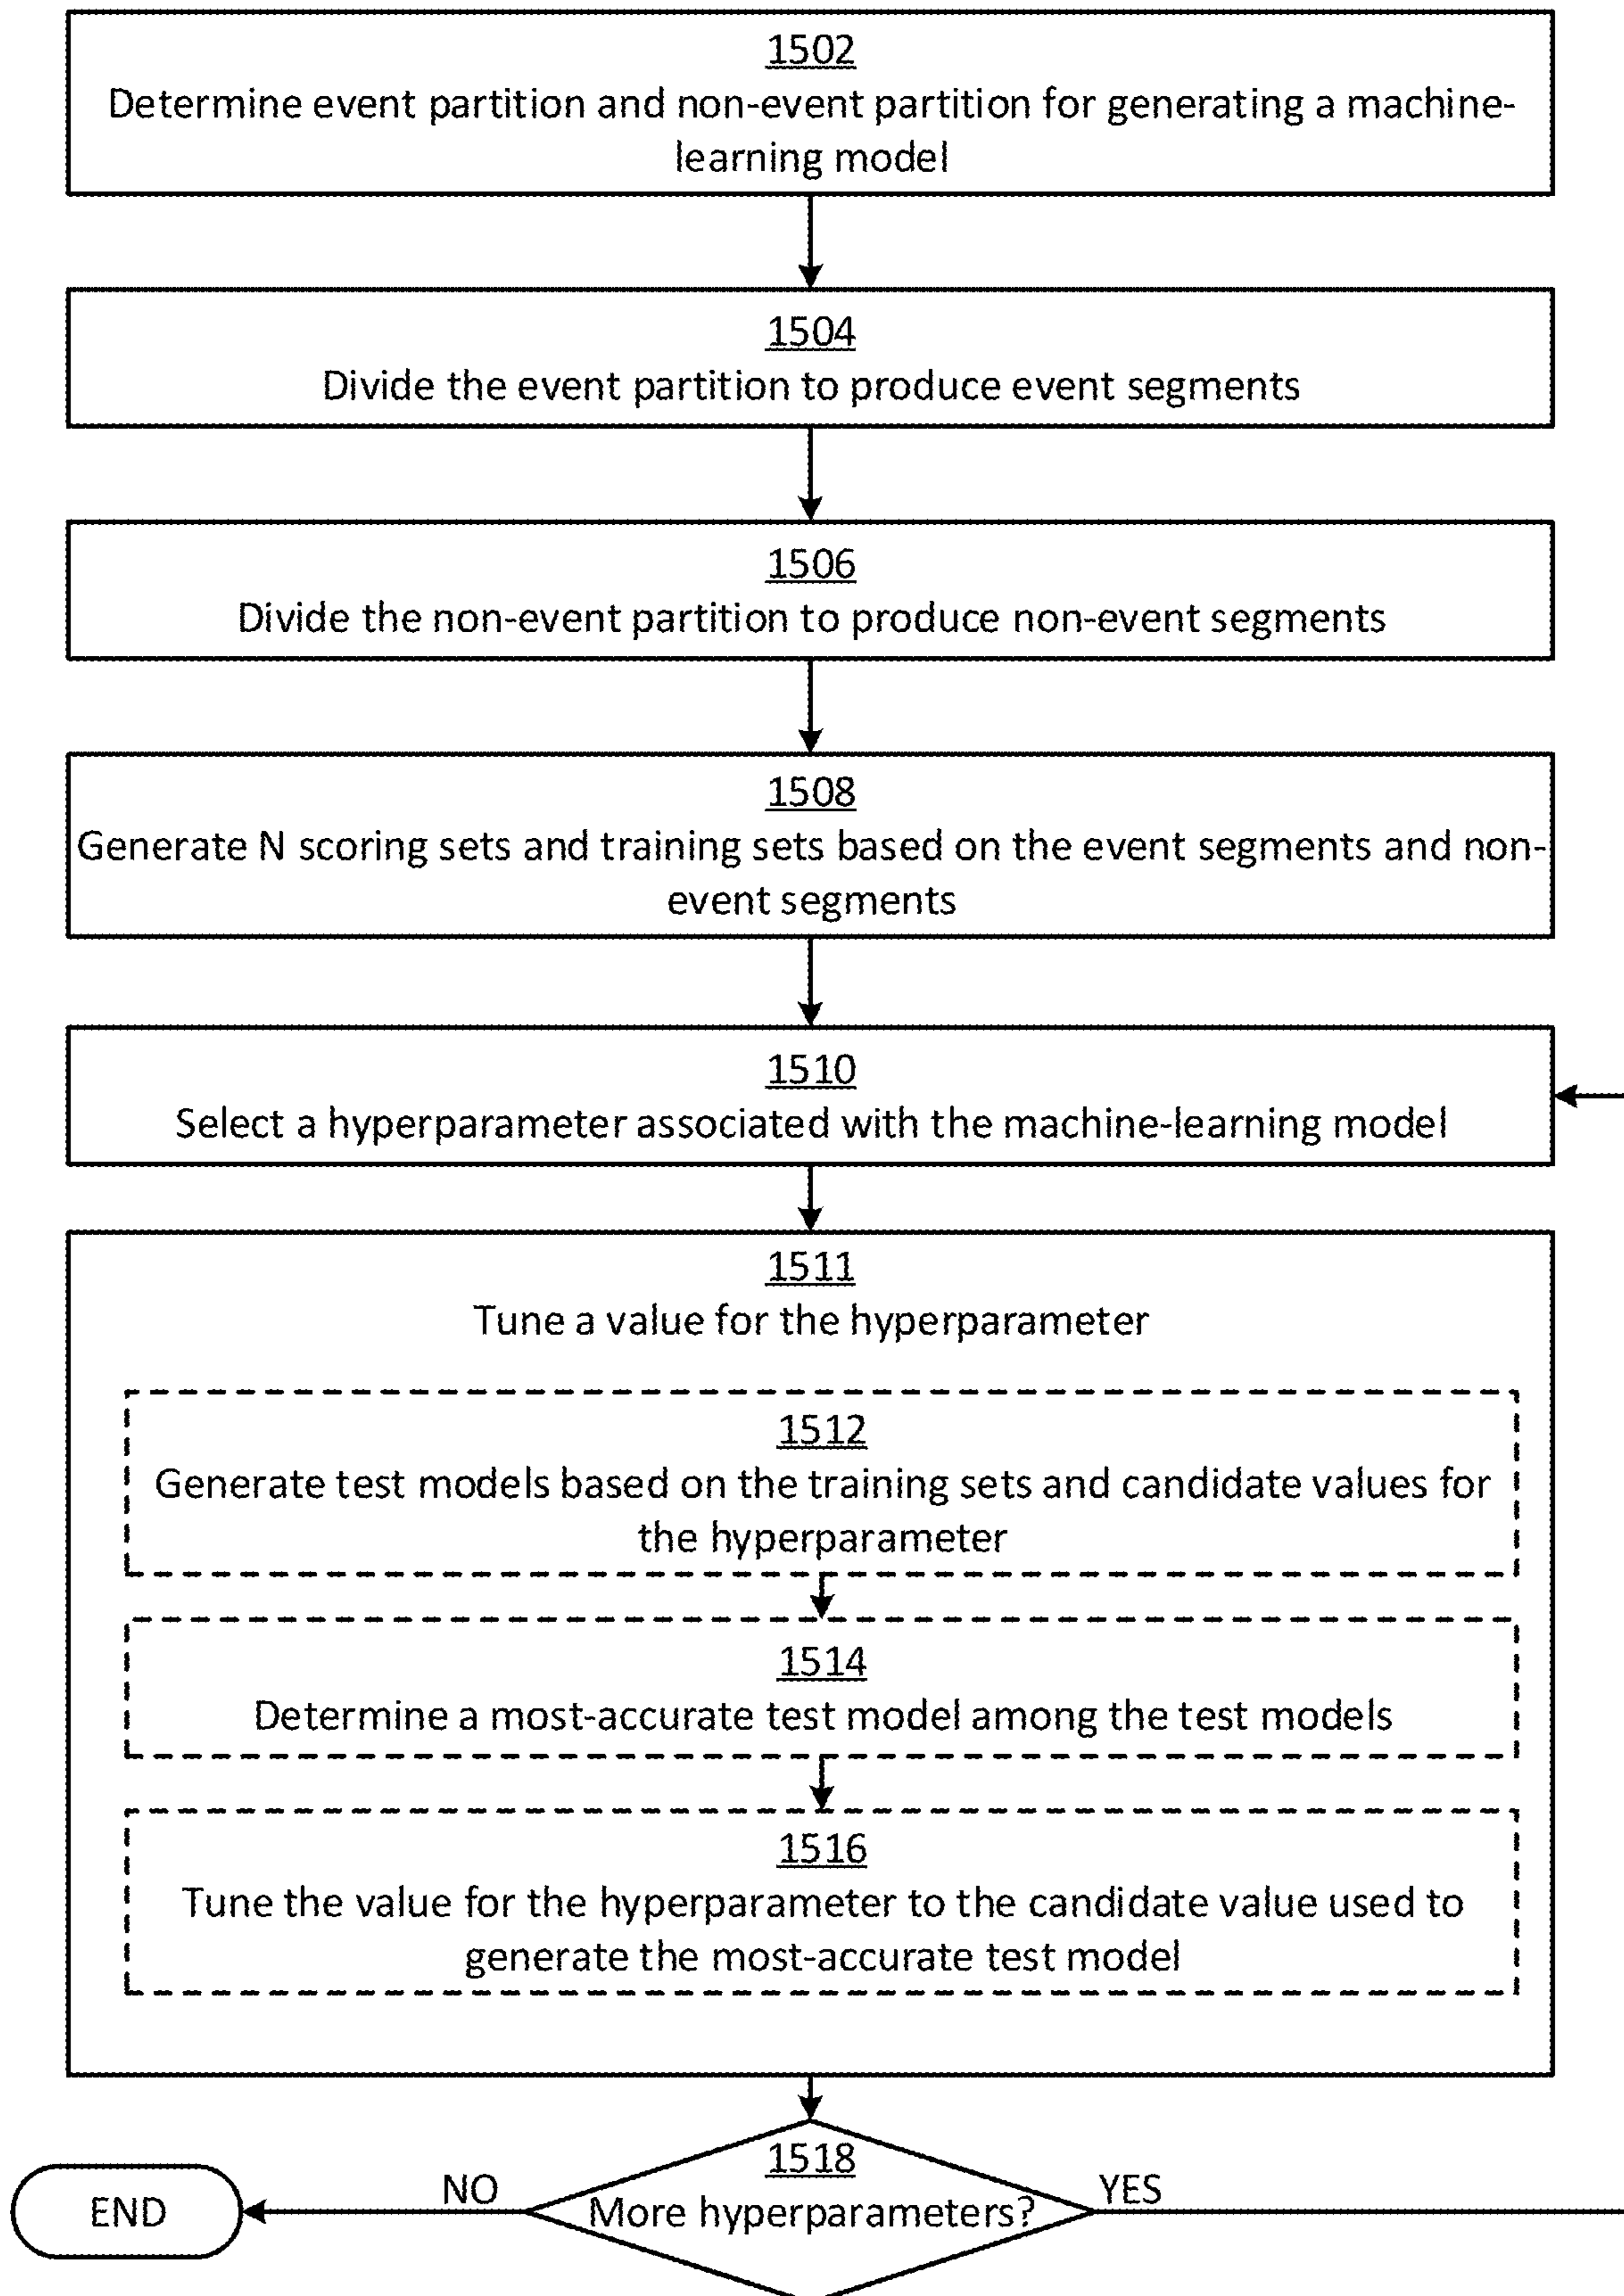 1502
Determine event partition and non-event partition for generating a machine-
learning model
1504
Divide the event partition to produce event segments
1506
Divide the non-event partition to produce non-event segments
1508
Generate N scoring sets and training sets based on the event segments and non-
event segments
1510
Select a hyperparameter associated with the machine-learning model
1511
Tune a value for the hyperparameter
1512
Generate test models based on the training sets and candidate values for
the hyperparameter
1514
Determine a most-accurate test model among the test models
1516
Tune the value for the hyperparameter to the candidate value used to
generate the most-accurate test model
1518
More hyperparameters?
NO
YES
END